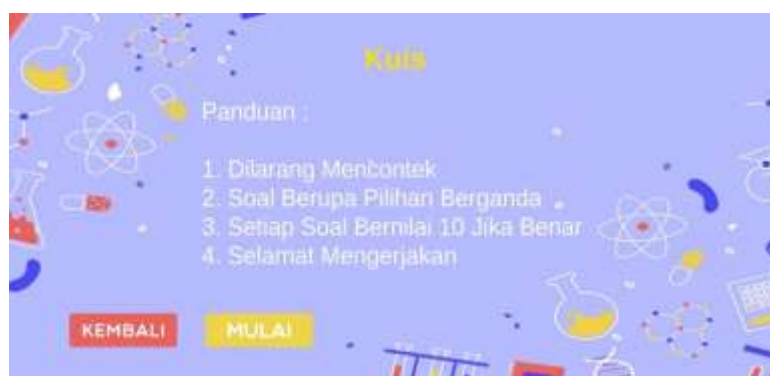 Kuis
Panduan :
1. Dilarang Mencontek
2. Soal Berupa Pilihan Berganda
3. Setiap Soal Bernilai 10 Jika Benar
4. Selamat Mengerjakan
KEMBALI
MULAI